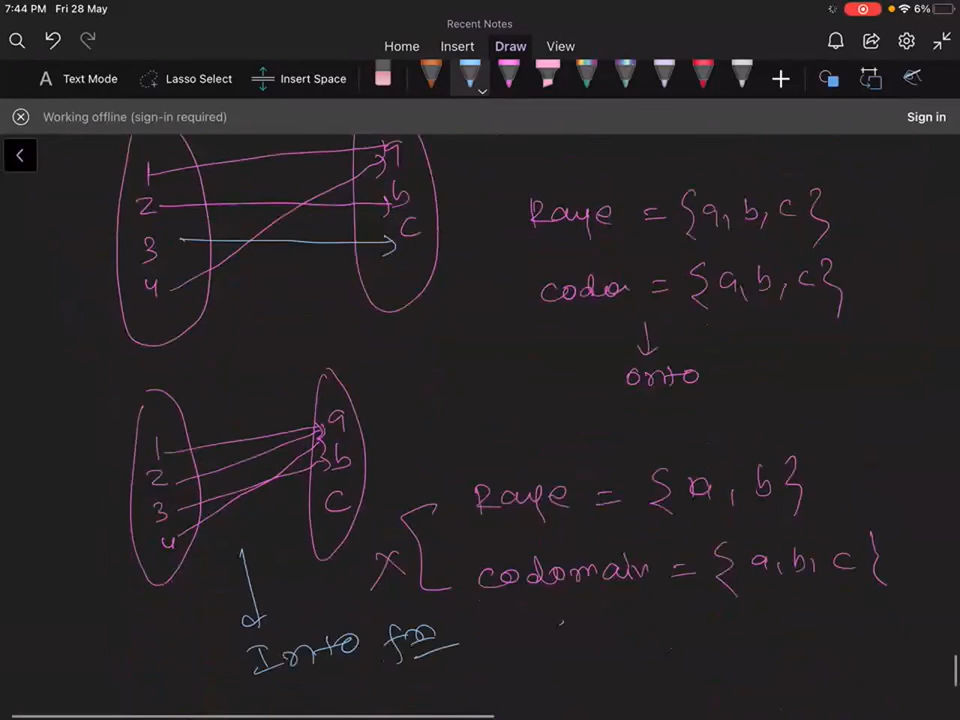 7:44 PM Fri 28 May
6%
Recent Notes
Home Insert Draw View
A Text Mode Lasso Select Insert Space
Working offline (sign-in required) Sign in
1
2
3
4
a
b
c
Range = {a, b, c}
codo = {a, b, c}
onto
1
2
3
4
a
b
c
Range = {a, b}
codomain = {a, b, c}
Into fn